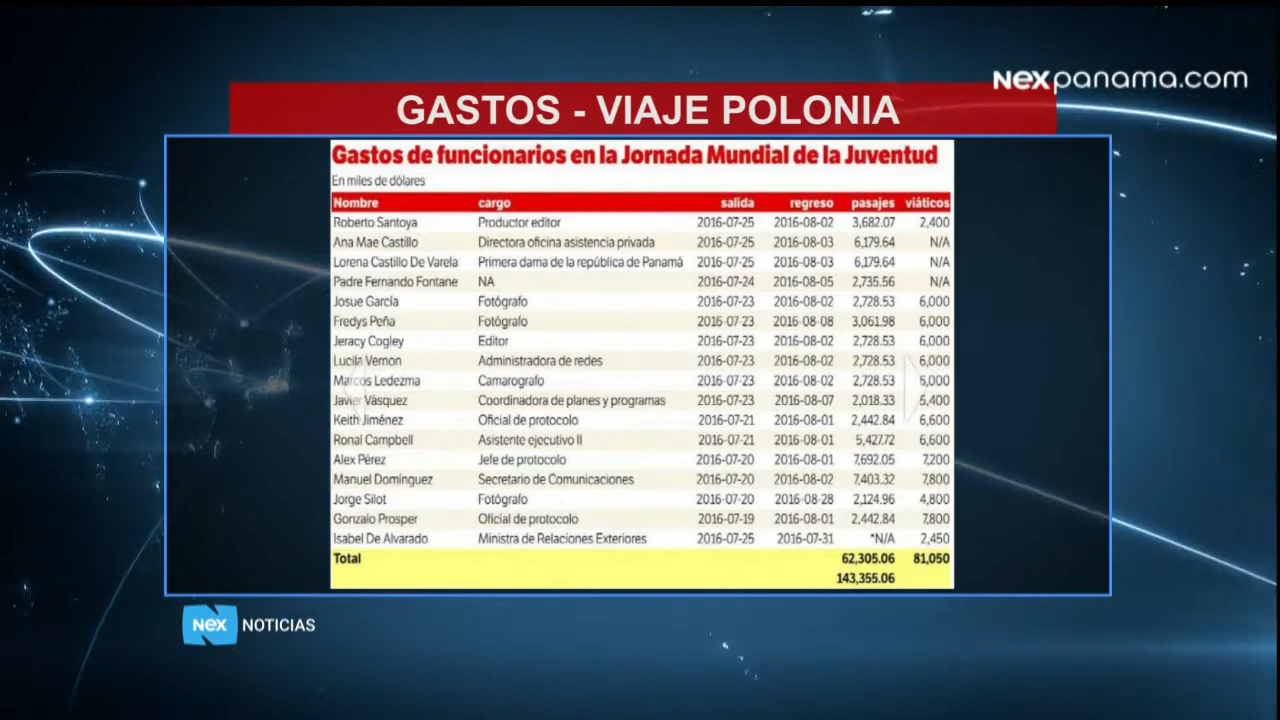 NEXpanama.com
GASTOS - VIAJE POLONIA
Gastos de funcionarios en la Jornada Mundial de la Juventud
En miles de dólares
Nombre cargo salida regreso pasajes viáticos
Roberto Santoya Productor editor 2016-07-25 2016-08-02 3,682.07 2,400
Ana Mae Castillo Directora oficina asistencia privada 2016-07-25 2016-08-03 6,179.64 N/A
Lorena Castillo De Varela Primera dama de la república de Panamá 2016-07-25 2016-08-03 6,179.64 N/A
Padre Fernando Fontane NA 2016-07-24 2016-08-05 2,735.56 N/A
Josue García Fotógrafo 2016-07-23 2016-08-02 2,728.53 6,000
Fredys Peña Fotógrafo 2016-07-23 2016-08-08 3,061.98 6,000
Jeracy Cogley Editor 2016-07-23 2016-08-02 2,728.53 6,000
Lucila Vernon Administradora de redes 2016-07-23 2016-08-02 2,728.53 6,000
Marcos Ledezma Camarografo 2016-07-23 2016-08-02 2,728.53 6,000
Javier Vásquez Coordinadora de planes y programas 2016-07-23 2016-08-07 2,018.33 5,400
Keith Jiménez Oficial de protocolo 2016-07-21 2016-08-01 2,442.84 6,600
Ronal Campbell Asistente ejecutivo II 2016-07-21 2016-08-01 5,427.72 6,600
Alex Pérez Jefe de protocolo 2016-07-20 2016-08-01 7,692.05 7,200
Manuel Domínguez Secretario de Comunicaciones 2016-07-20 2016-08-02 7,403.32 7,800
Jorge Silot Fotógrafo 2016-07-20 2016-08-28 2,124.96 4,800
Gonzalo Prosper Oficial de protocolo 2016-07-19 2016-08-01 2,442.84 7,800
Isabel De Alvarado Ministra de Relaciones Exteriores 2016-07-25 2016-07-31 *N/A 2,450
Total 62,305.06 81,050
143,355.06
NEX NOTICIAS